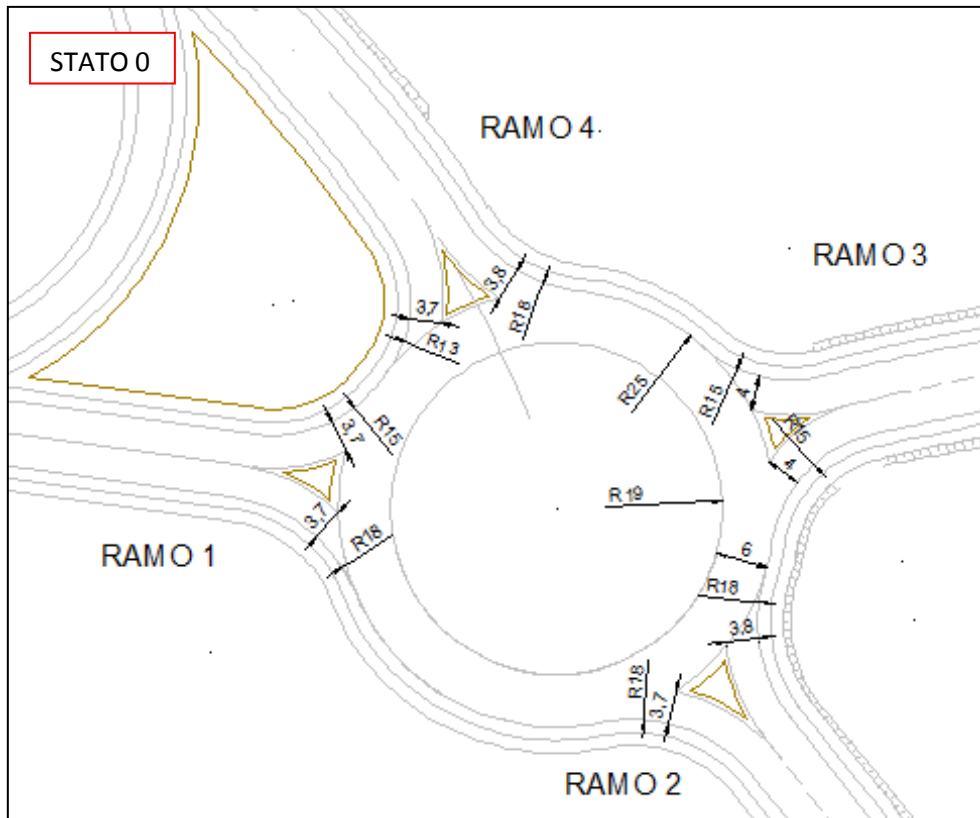 STATO 0
RAMO 4
RAMO 3
3,8
R18
3,7
R13
R25
R15
4
R15
4
R15
3,7
3,7
R18
R19
6
R18
3,8
R18
3,7
RAMO 1
RAMO 2